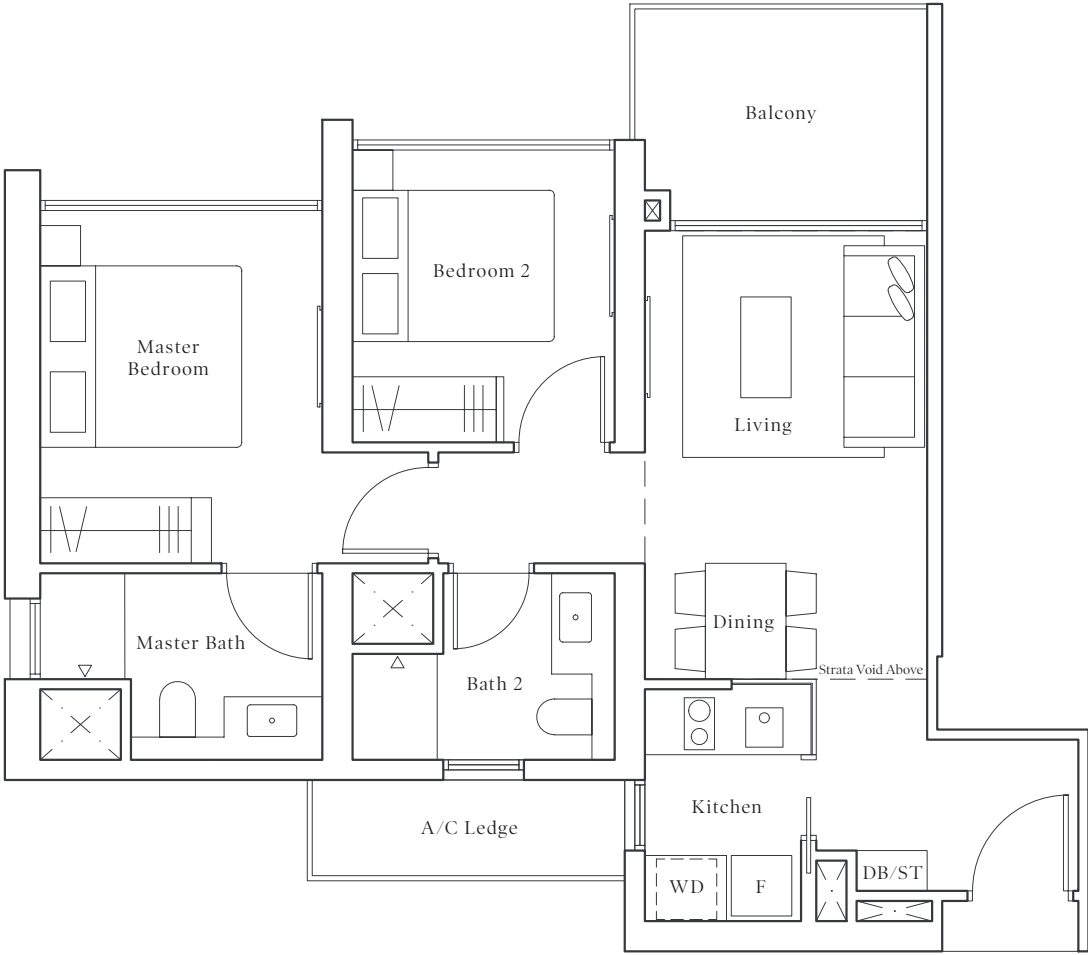 Balcony
Bedroom 2
Master
Bedroom
Living
Dining
Master Bath
Strata Void Above
Bath 2
Kitchen
A/C Ledge
WD
F
DB/ST